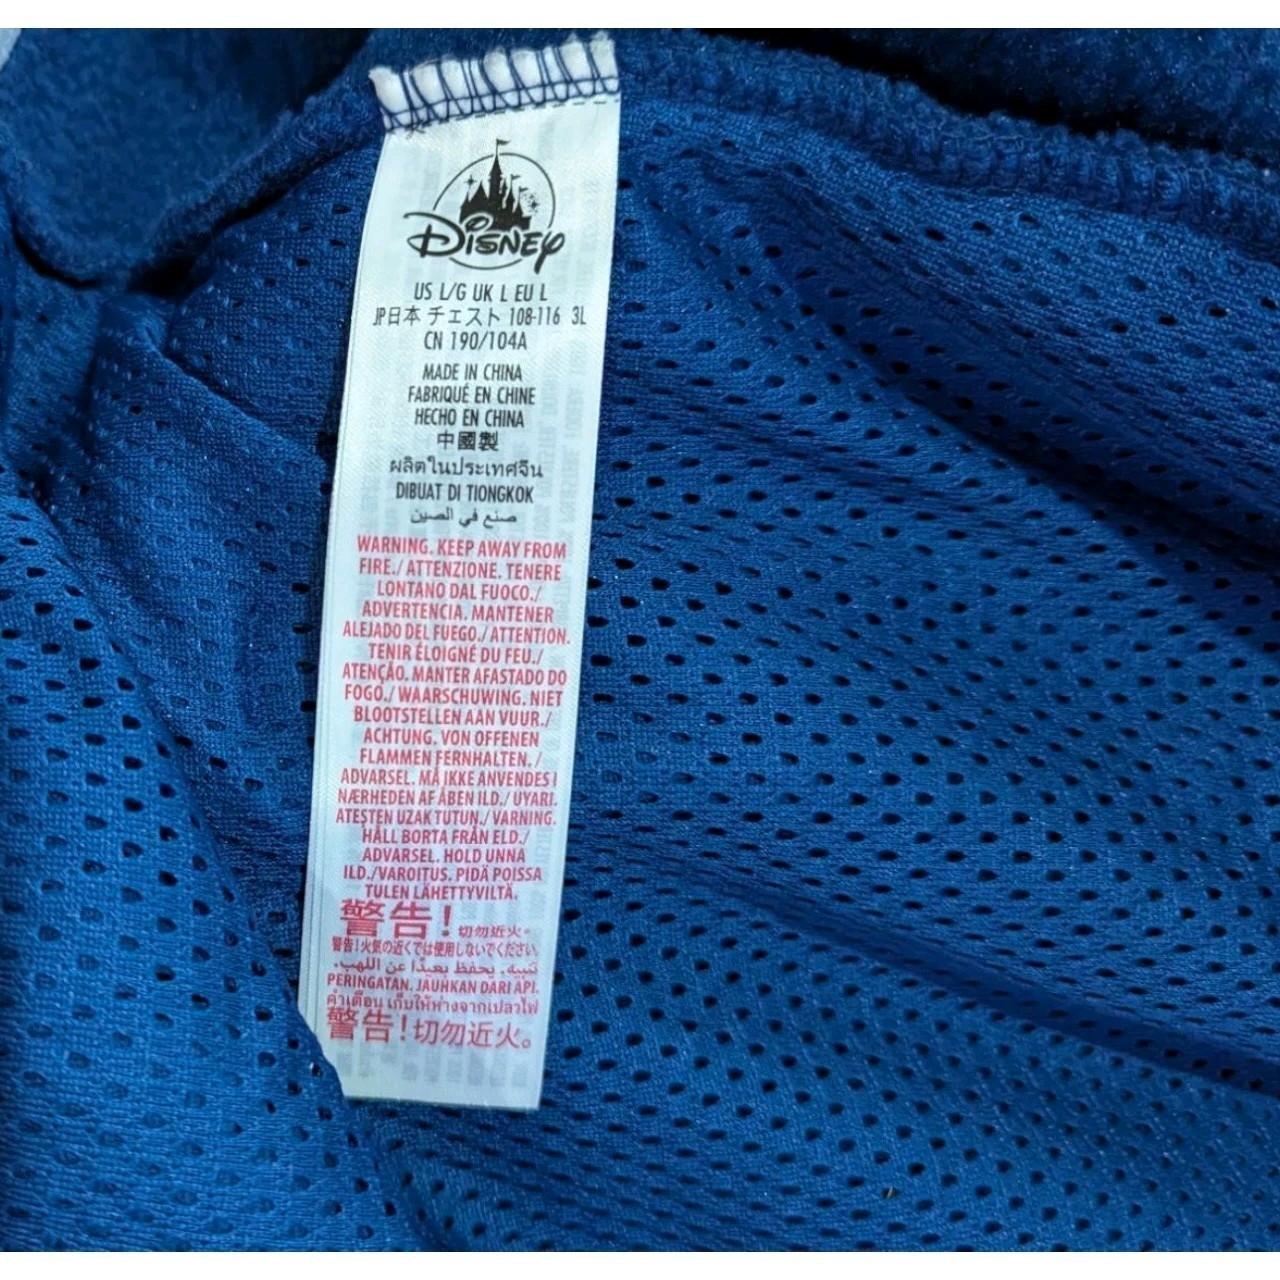 DISNEY
US L/G UK L EU L
JP日本 チェスト 108-116 3L
CN 190/104A
MADE IN CHINA
FABRIQUÉ EN CHINE
HECHO EN CHINA
中國製
ผลิตในประเทศจีน
DIBUAT DI TIONGKOK
صنع في الصين
WARNING. KEEP AWAY FROM
FIRE./ ATTENZIONE. TENERE
LONTANO DAL FUOCO./
ADVERTENCIA. MANTENER
ALEJADO DEL FUEGO./ ATTENTION.
TENIR ÉLOIGNÉ DU FEU./
ATENÇÃO. MANTER AFASTADO DO
FOGO./ WAARSCHUWING. NIET
BLOOTSTELLEN AAN VUUR./
ACHTUNG. VON OFFENEN
FLAMMEN FERNHALTEN. /
ADVARSEL. MÅ IKKE ANVENDES I
NÆRHEDEN AF ÅBEN ILD./ UYARI.
ATEŞTEN UZAK TUTUN./ VARNING.
HÅLL BORTA FRÅN ELD./
ADVARSEL. HOLD UNNA
ILD./VAROITUS. PIDÄ POISSA
TULEN LÄHETTYVILTÄ.
警告! 切勿近火。
警告!火気の近くでは使用しないでください。
تنبيه. يحفظ بعيدًا عن اللهب.
PERINGATAN. JAUHKAN DARI API.
คำเตือน เก็บให้ห่างจากเปลวไฟ
警告!切勿近火。